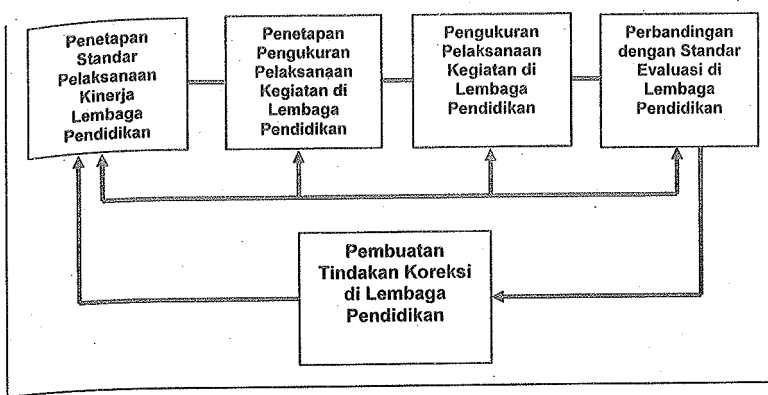 Penetapan
Standar
Pelaksanaan
Kinerja
Lembaga
Pendidikan
Penetapan
Pengukuran
Pelaksanaan
Kegiatan di
Lembaga
Pendidikan
Pengukuran
Pelaksanaan
Kegiatan di
Lembaga
Pendidikan
Perbandingan
dengan Standar
Evaluasi di
Lembaga
Pendidikan
Pembuatan
Tindakan Koreksi
di Lembaga
Pendidikan